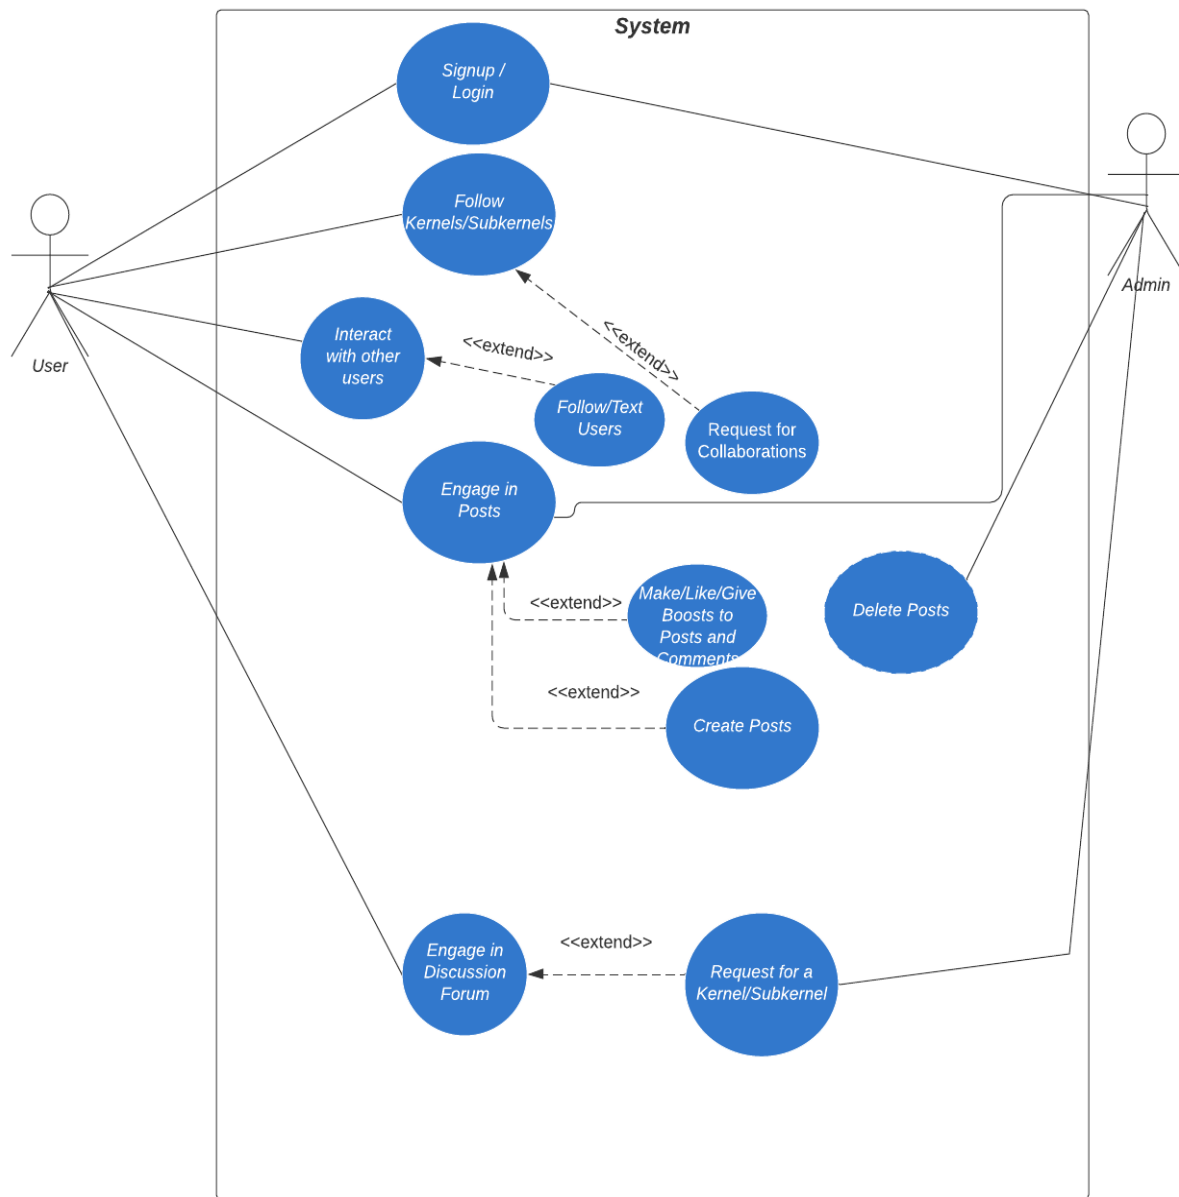 System
Signup /
Login
Follow
Kernels/Subkernels
User
Admin
Interact
with other
users
<<extend>>
<<extend>>
Follow/Text
Users
Request for
Collaborations
Engage in
Posts
<<extend>>
Make/Like/Give
Boosts to
Posts and
Comments
Delete Posts
<<extend>>
Create Posts
Engage in
Discussion
Forum
<<extend>>
Request for a
Kernel/Subkernel